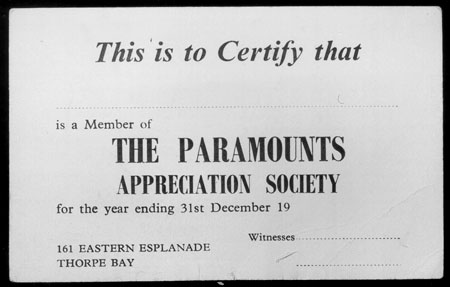 This is to Certify that
is a Member of
THE PARAMOUNTS
APPRECIATION SOCIETY
for the year ending 31st December 19
Witnesses
161 EASTERN ESPLANADE
THORPE BAY